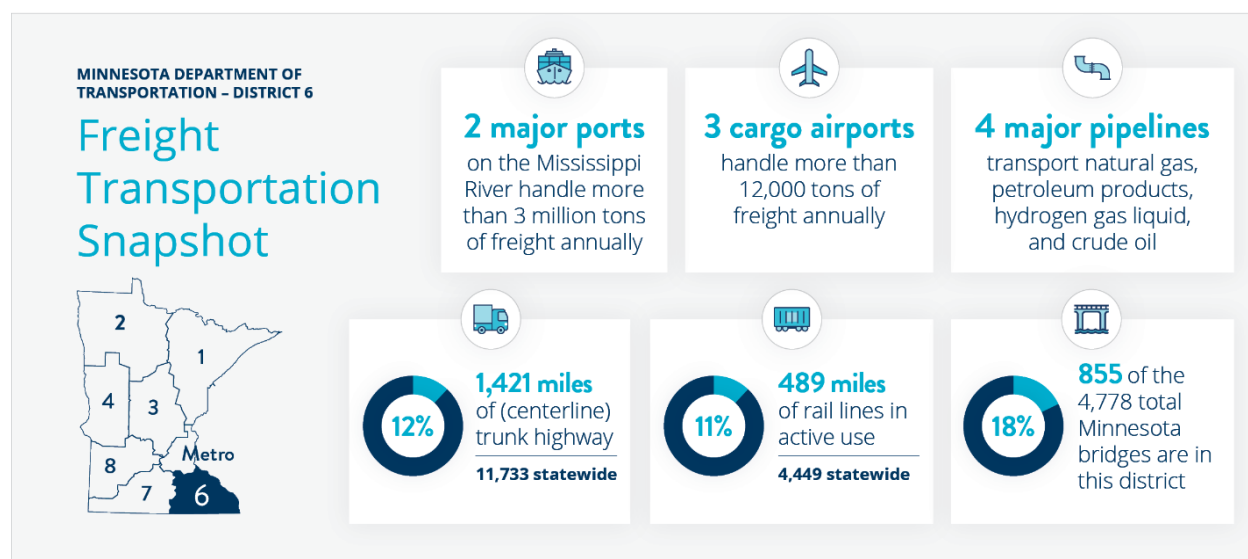 MINNESOTA DEPARTMENT OF
TRANSPORTATION – DISTRICT 6
Freight
Transportation
Snapshot
2
1
4
3
8
Metro
7
6
2 major ports
on the Mississippi
River handle more
than 3 million tons
of freight annually
3 cargo airports
handle more than
12,000 tons of
freight annually
4 major pipelines
transport natural gas,
petroleum products,
hydrogen gas liquid,
and crude oil
12%
1,421 miles
of (centerline)
trunk highway
11,733 statewide
11%
489 miles
of rail lines in
active use
4,449 statewide
18%
855 of the
4,778 total
Minnesota
bridges are in
this district